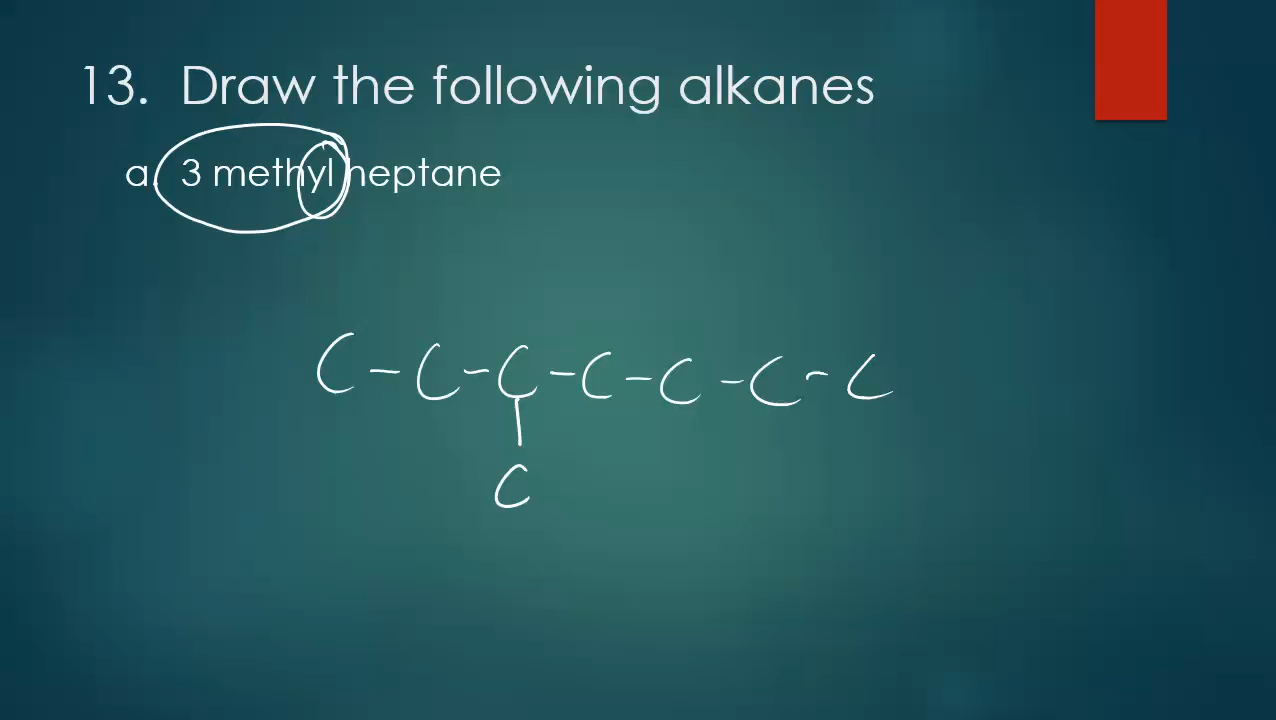 13. Draw the following alkanes
a. 3 methyl heptane
C - C - C - C - C - C - C
C